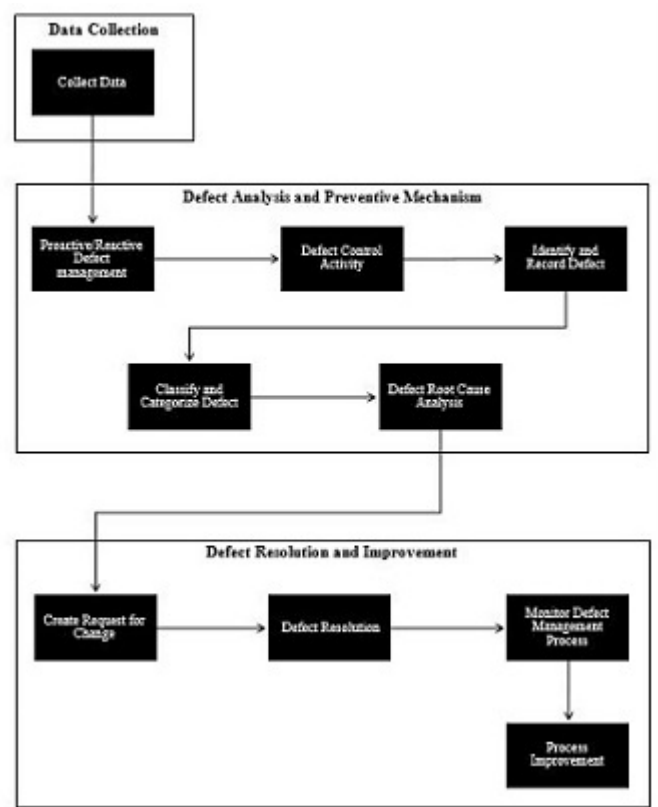 Data Collection
Collect Data
Defect Analysis and Preventive Mechanism
Proactive/Reactive
Defect
management
Defect Control
Activity
Identify and
Record Defect
Classify and
Categorize Defect
Defect Root Cause
Analysis
Defect Resolution and Improvement
Create Request for
Change
Defect Resolution
Monitor Defect
Management
Process
Process
Improvement